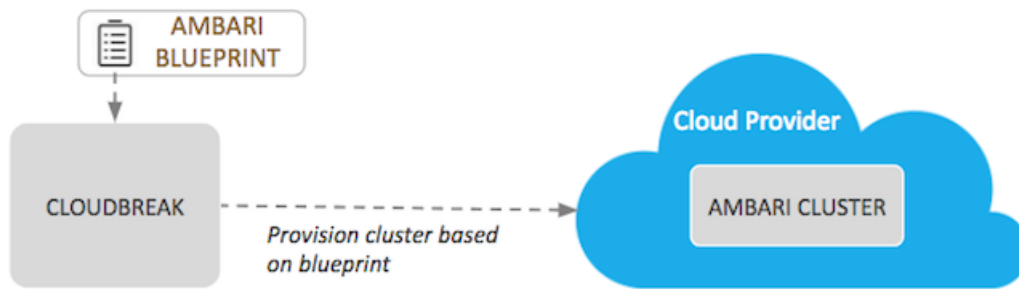 AMBARI
BLUEPRINT
CLOUDBREAK
Provision cluster based
on blueprint
Cloud Provider
AMBARI CLUSTER